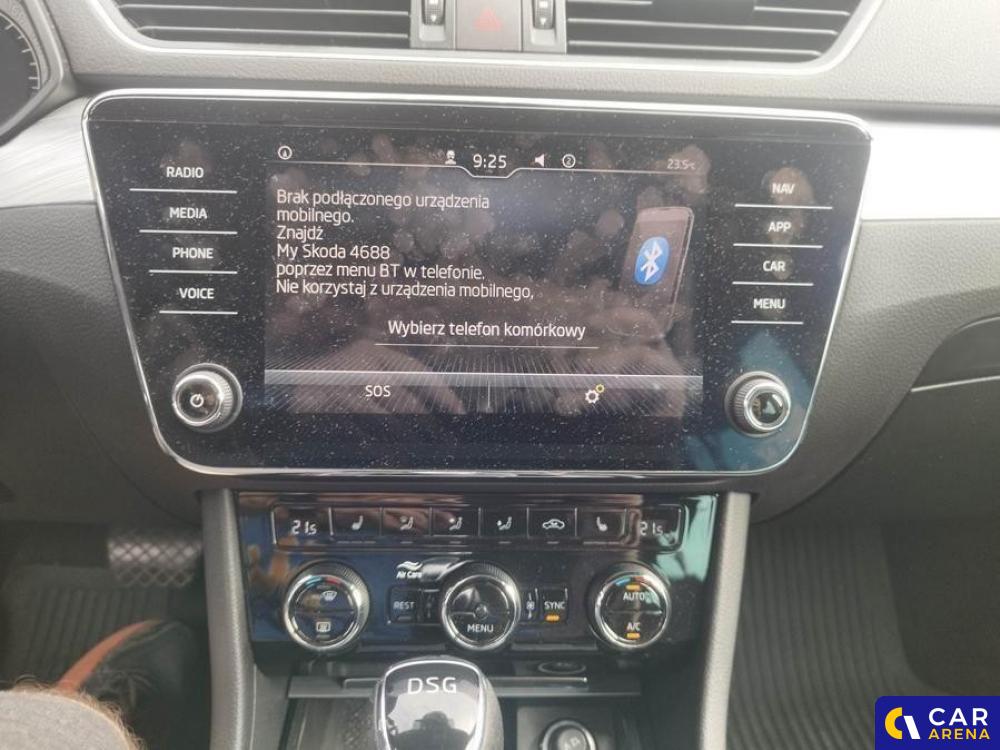 9:25
2
23.5°C
RADIO
MEDIA
PHONE
VOICE
NAV
APP
CAR
MENU
Brak podłączonego urządzenia
mobilnego.
Znajdź
My Skoda 4688
poprzez menu BT w telefonie.
Nie korzystaj z urządzenia mobilnego,
Wybierz telefon komórkowy
SOS
21.5
21.5
Air Care
REST
MENU
SYNC
AUTO
A/C
DSG
CAR
ARENA